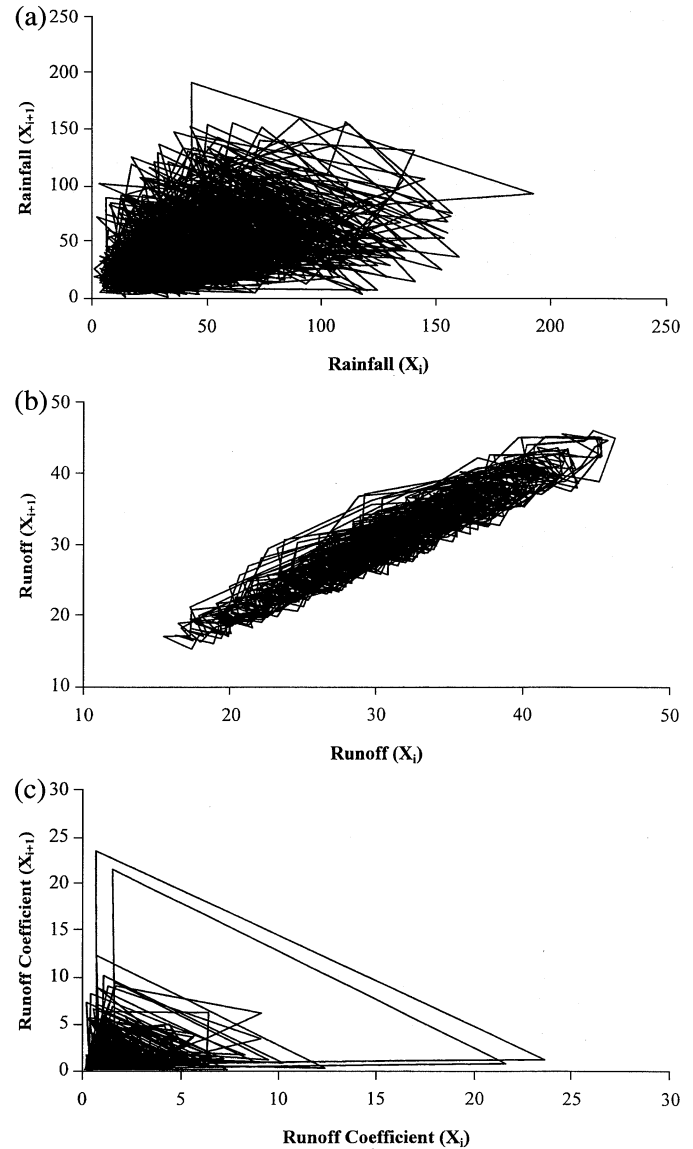 (a)
250
200
150
100
50
0
Rainfall (Xi+1)
0 50 100 150 200 250
Rainfall (Xi)
(b)
50
40
30
20
10
Runoff (Xi+1)
10 20 30 40 50
Runoff (Xi)
(c)
30
25
20
15
10
5
0
Runoff Coefficient (Xi+1)
0 5 10 15 20 25 30
Runoff Coefficient (Xi)